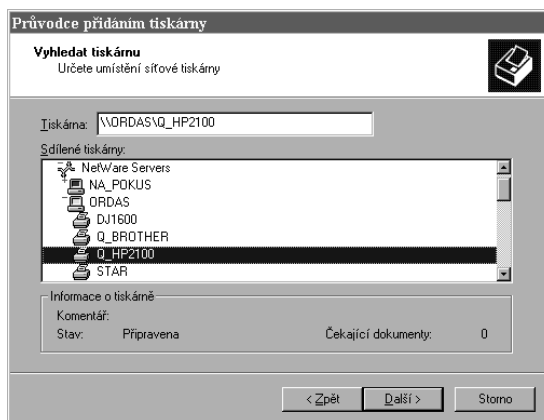 Průvodce přidáním tiskárny
Vyhledat tiskárnu
Určete umístění síťové tiskárny
Tiskárna: \\ORDAS\Q_HP2100
Sdílené tiskárny:
NetWare Servers
NA_POKUS
ORDAS
DJ1600
Q_BROTHER
Q_HP2100
STAR
Informace o tiskárně
Komentář:
Stav: Připravena Čekající dokumenty: 0
< Zpět Další > Storno